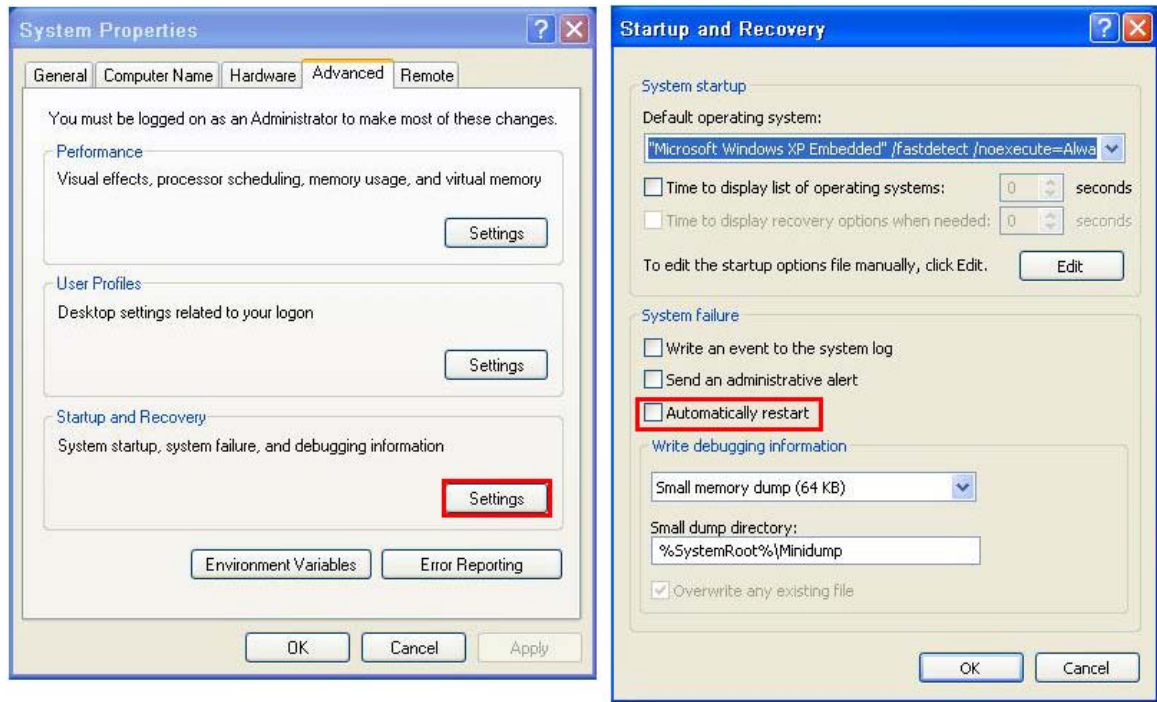 System Properties
General Computer Name Hardware Advanced Remote
You must be logged on as an Administrator to make most of these changes.
Performance
Visual effects, processor scheduling, memory usage, and virtual memory
Settings
User Profiles
Desktop settings related to your logon
Settings
Startup and Recovery
System startup, system failure, and debugging information
Settings
Environment Variables Error Reporting
OK Cancel Apply
Startup and Recovery
System startup
Default operating system:
"Microsoft Windows XP Embedded" /fastdetect /noexecute=Alwa
Time to display list of operating systems: 0 seconds
Time to display recovery options when needed: 0 seconds
To edit the startup options file manually, click Edit. Edit
System failure
Write an event to the system log
Send an administrative alert
Automatically restart
Write debugging information
Small memory dump (64 KB)
Small dump directory:
%SystemRoot%\Minidump
Overwrite any existing file
OK Cancel